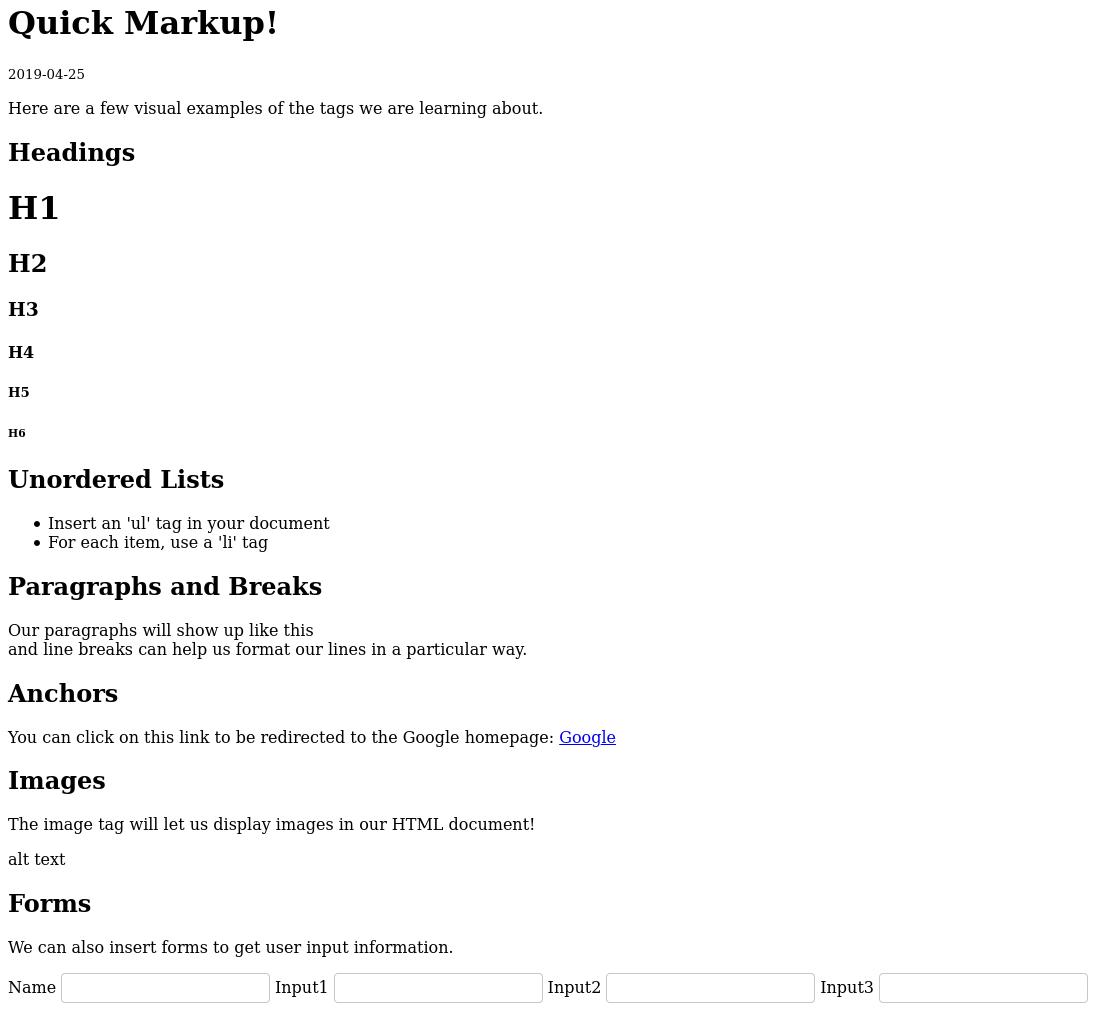 Quick Markup!
2019-04-25
Here are a few visual examples of the tags we are learning about.
Headings
H1
H2
H3
H4
H5
H6
Unordered Lists
• Insert an 'ul' tag in your document
• For each item, use a 'li' tag
Paragraphs and Breaks
Our paragraphs will show up like this
and line breaks can help us format our lines in a particular way.
Anchors
You can click on this link to be redirected to the Google homepage: Google
Images
The image tag will let us display images in our HTML document!
alt text
Forms
We can also insert forms to get user input information.
Name Input1 Input2 Input3